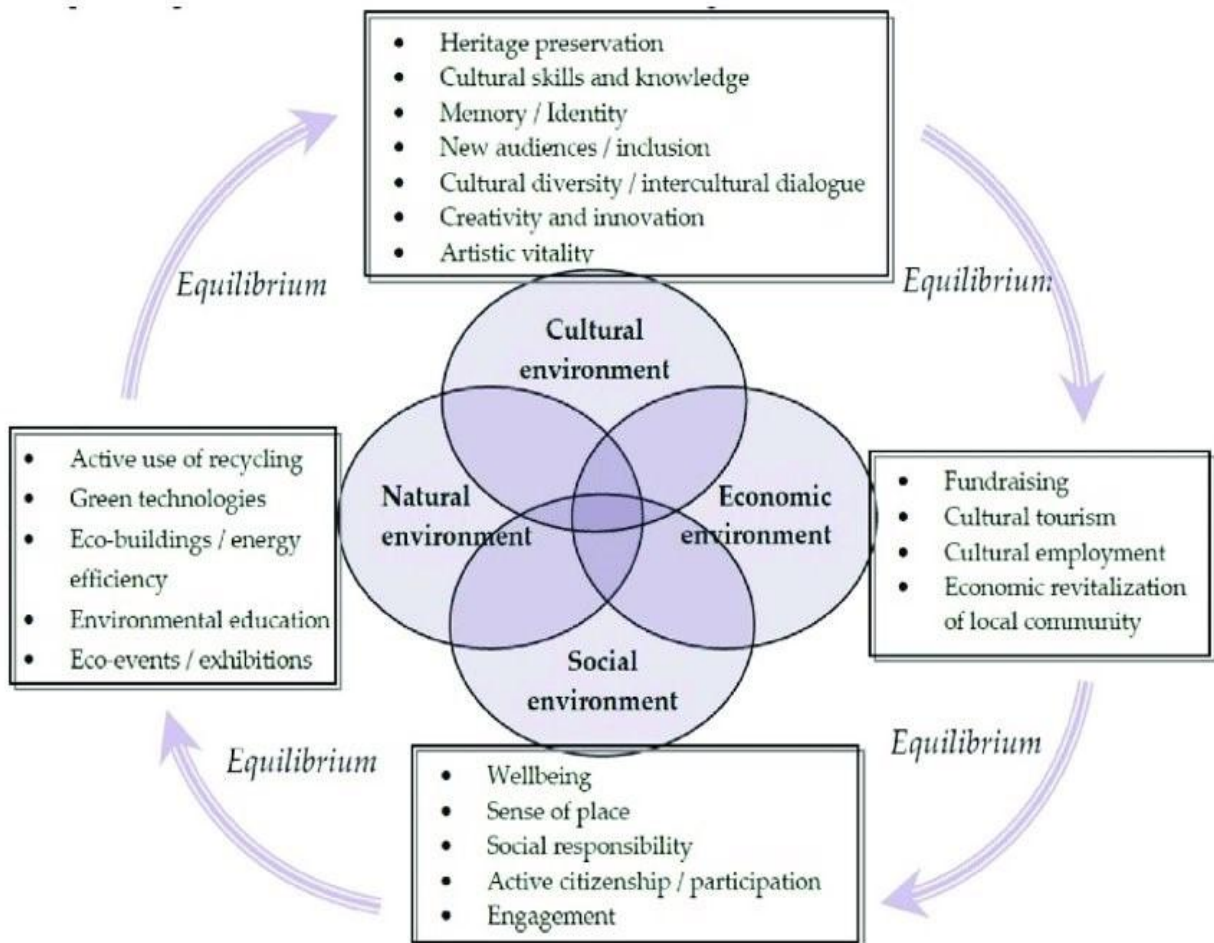 • Heritage preservation
• Cultural skills and knowledge
• Memory / Identity
• New audiences / inclusion
• Cultural diversity / intercultural dialogue
• Creativity and innovation
• Artistic vitality
Equilibrium
Equilibrium
Cultural
environment
• Active use of recycling
• Green technologies
• Eco-buildings / energy
efficiency
• Environmental education
• Eco-events / exhibitions
Natural
environment
Economic
environment
• Fundraising
• Cultural tourism
• Cultural employment
• Economic revitalization
of local community
Social
environment
Equilibrium
Equilibrium
• Wellbeing
• Sense of place
• Social responsibility
• Active citizenship / participation
• Engagement